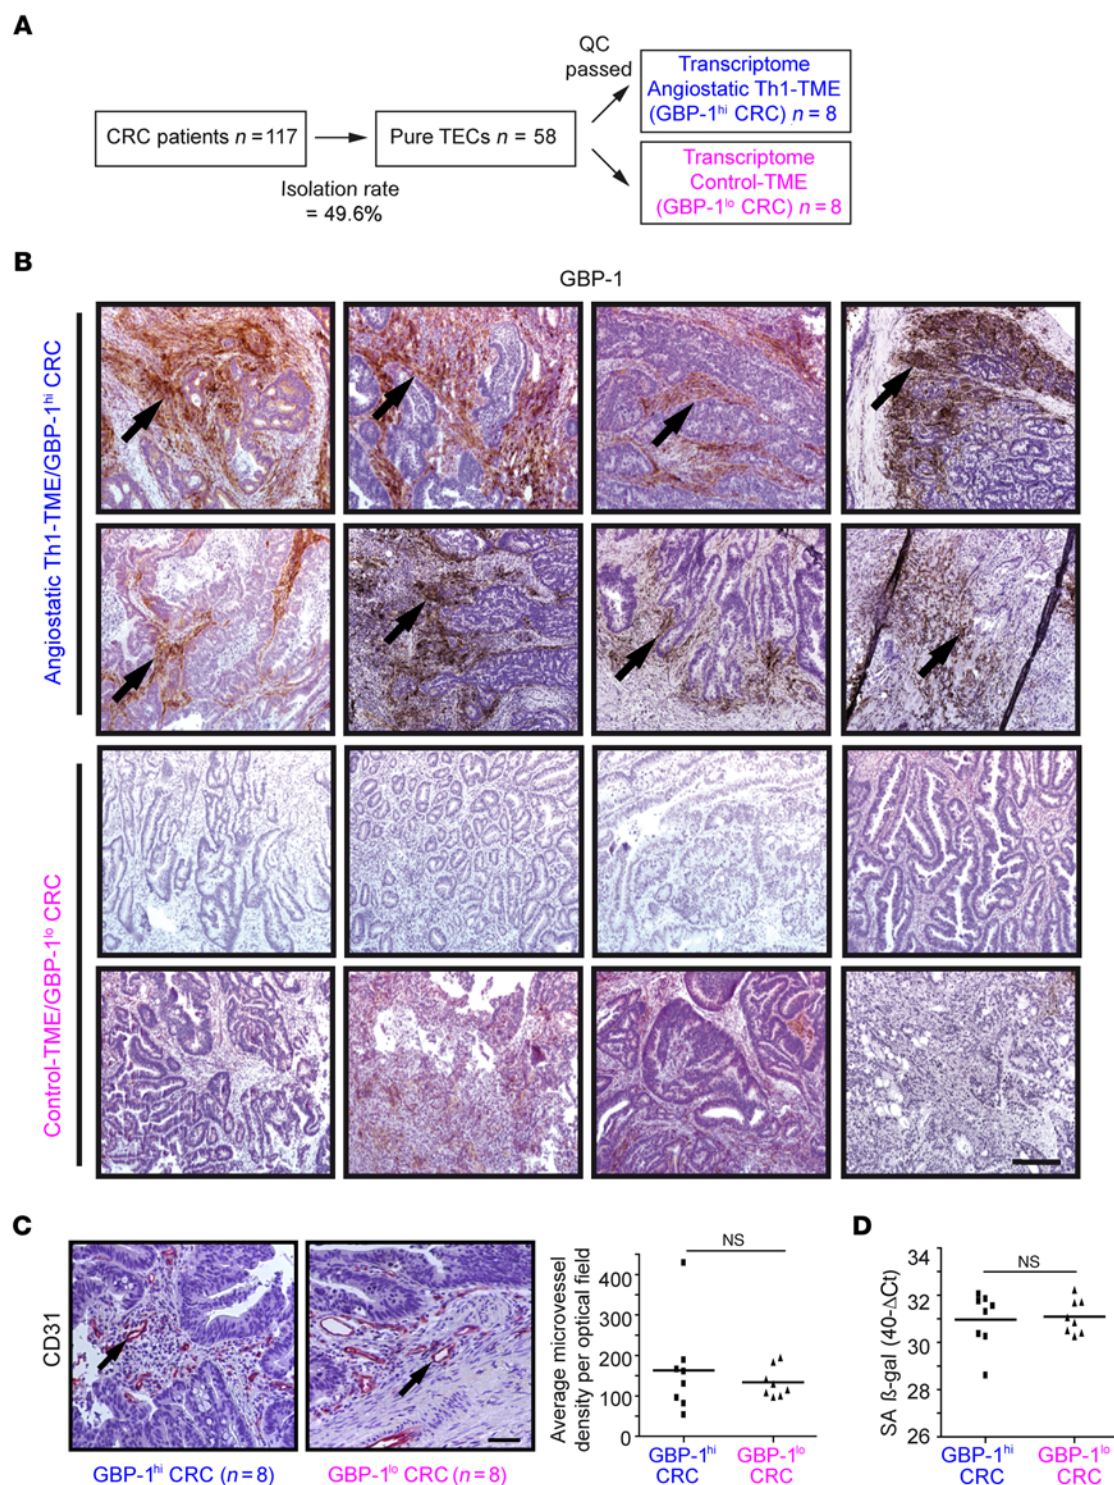 A
CRC patients n = 117
Isolation rate
= 49.6%
Pure TECs n = 58
QC
passed
Transcriptome
Angiostatic Th1-TME
(GBP-1hi CRC) n = 8
Transcriptome
Control-TME
(GBP-1lo CRC) n = 8
B
GBP-1
Angiostatic Th1-TME/GBP-1hi CRC
Control-TME/GBP-1lo CRC
C
CD31
GBP-1hi CRC (n = 8)
GBP-1lo CRC (n = 8)
Average microvessel
density per optical field
400
300
200
100
0
NS
GBP-1hi
CRC
GBP-1lo
CRC
D
SA ß-gal (40-ΔCt)
34
32
30
28
26
NS
GBP-1hi
CRC
GBP-1lo
CRC